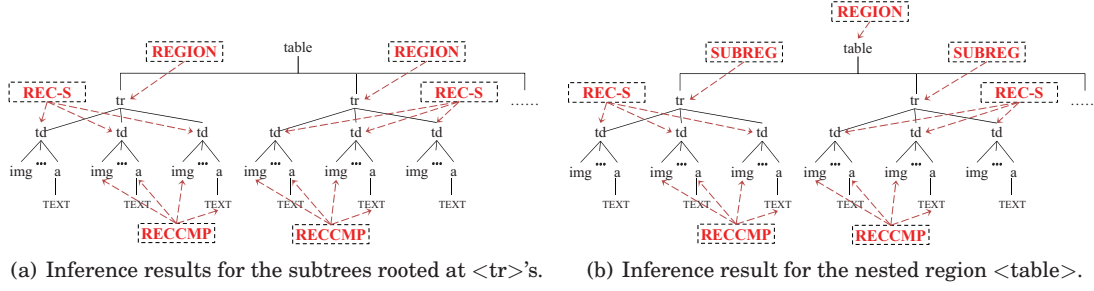 REGION
table REGION REGION table SUBREG SUBREG
REC-S tr tr REC-S ...... REC-S tr tr REC-S ......
td td td td td td td td td td td td
... ... ... ... ... ... ... ... ... ... ... ...
img a img a img a img a img a img a img a img a img a img a img a img a
TEXT TEXT TEXT TEXT TEXT TEXT TEXT TEXT TEXT TEXT TEXT TEXT
RECCMP RECCMP RECCMP RECCMP
(a) Inference results for the subtrees rooted at <tr>'s. (b) Inference result for the nested region <table>.